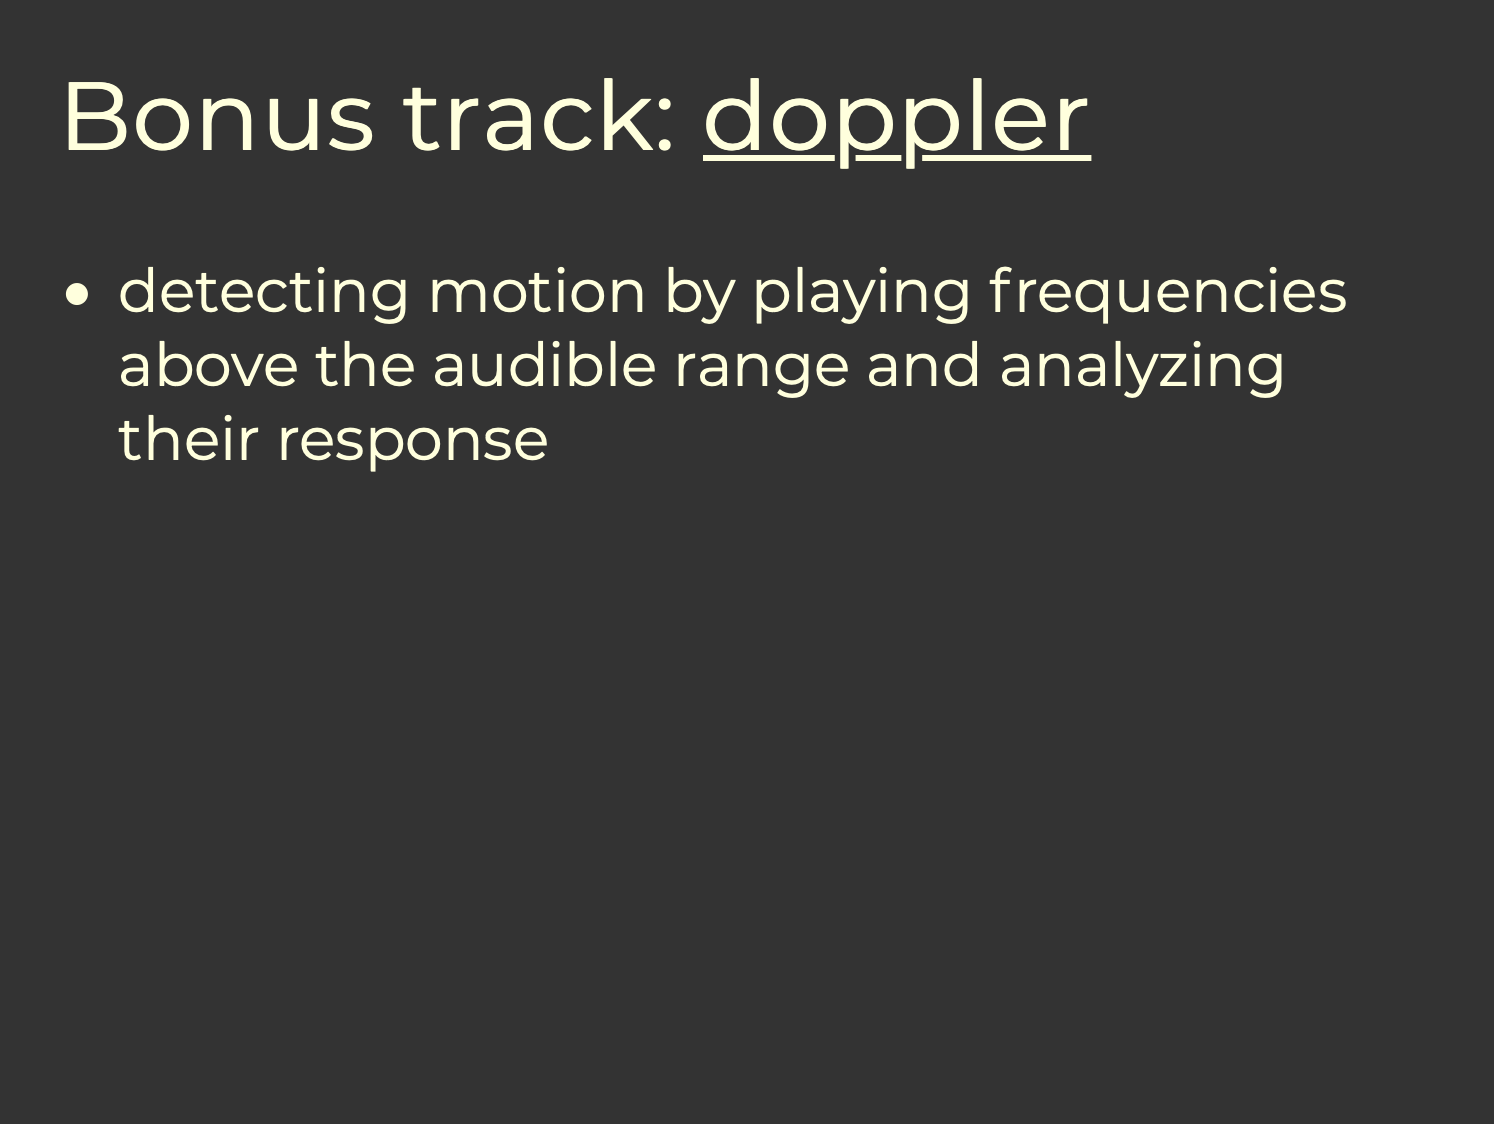 Bonus track: doppler
• detecting motion by playing frequencies
above the audible range and analyzing
their response